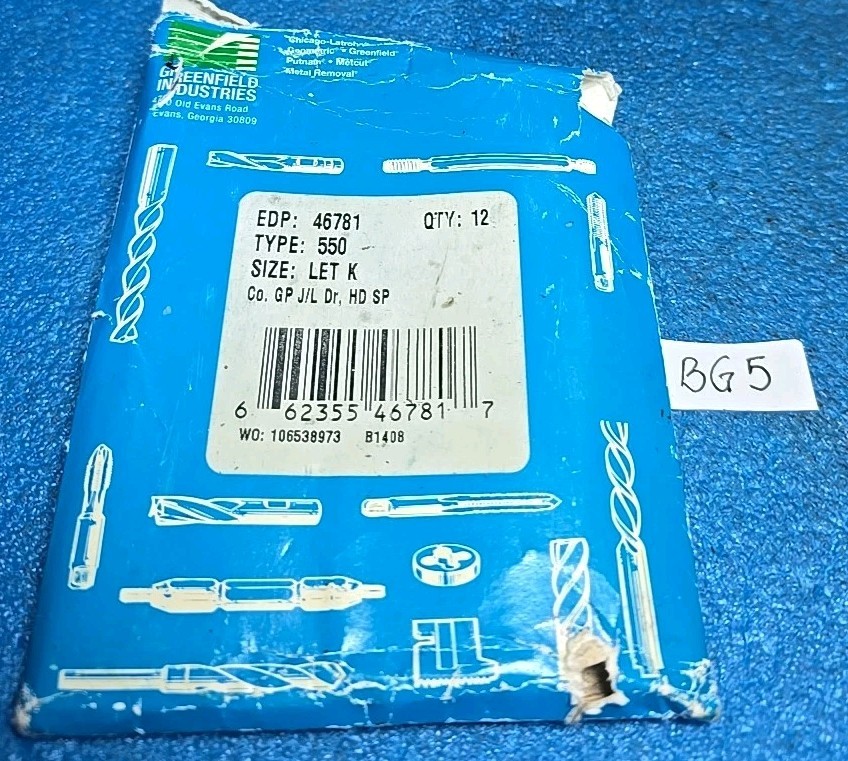 Chicago-Latrobe
Geometric • Greenfield
Putnam • Metcut
Metal Removal
GREENFIELD
INDUSTRIES
Old Evans Road
Evans, Georgia 30809
EDP: 46781 QTY: 12
TYPE: 550
SIZE: LET K
Co. GP J/L Dr, HD SP
6 62355 46781 7
WO: 106538973 B1408
BG5